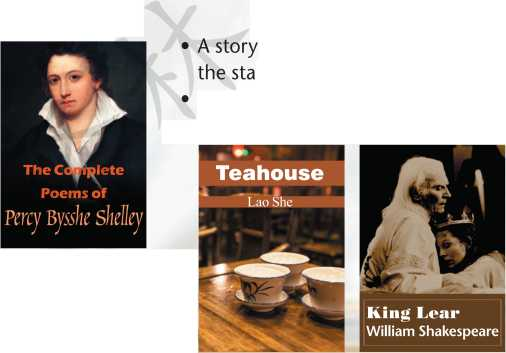 • A story
the sta
•
The Complete
Poems of
Percy Bysshe Shelley
Teahouse
Lao She
King Lear
William Shakespeare